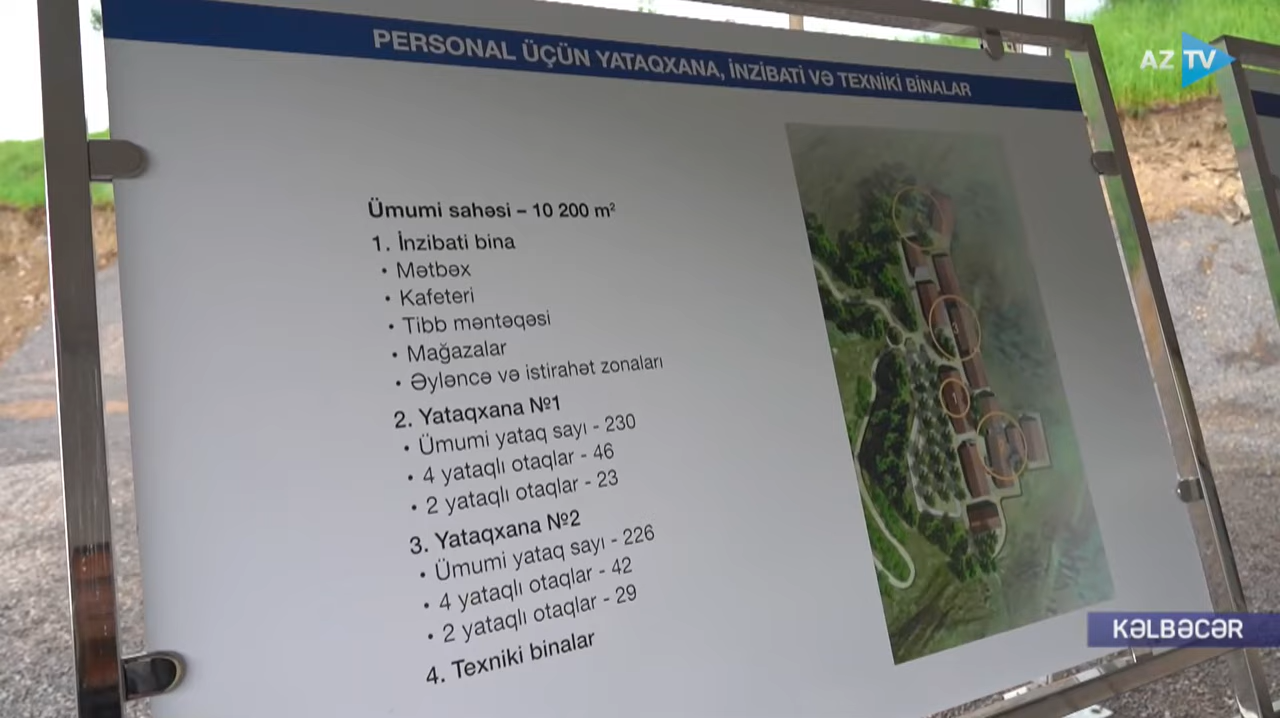 PERSONAL ÜÇÜN YATAQXANA, İNZİBATİ VƏ TEXNİKİ BİNALAR
AZTV
Ümumi sahəsi – 10 200 m²
1. İnzibati bina
• Mətbəx
• Kafeteri
• Tibb məntəqəsi
• Mağazalar
• Əyləncə və istirahət zonaları
2. Yataqxana №1
• Ümumi yataq sayı - 230
• 4 yataqlı otaqlar - 46
• 2 yataqlı otaqlar - 23
3. Yataqxana №2
• Ümumi yataq sayı - 226
• 4 yataqlı otaqlar - 42
• 2 yataqlı otaqlar - 29
4. Texniki binalar
3
1
KƏLBƏCƏR